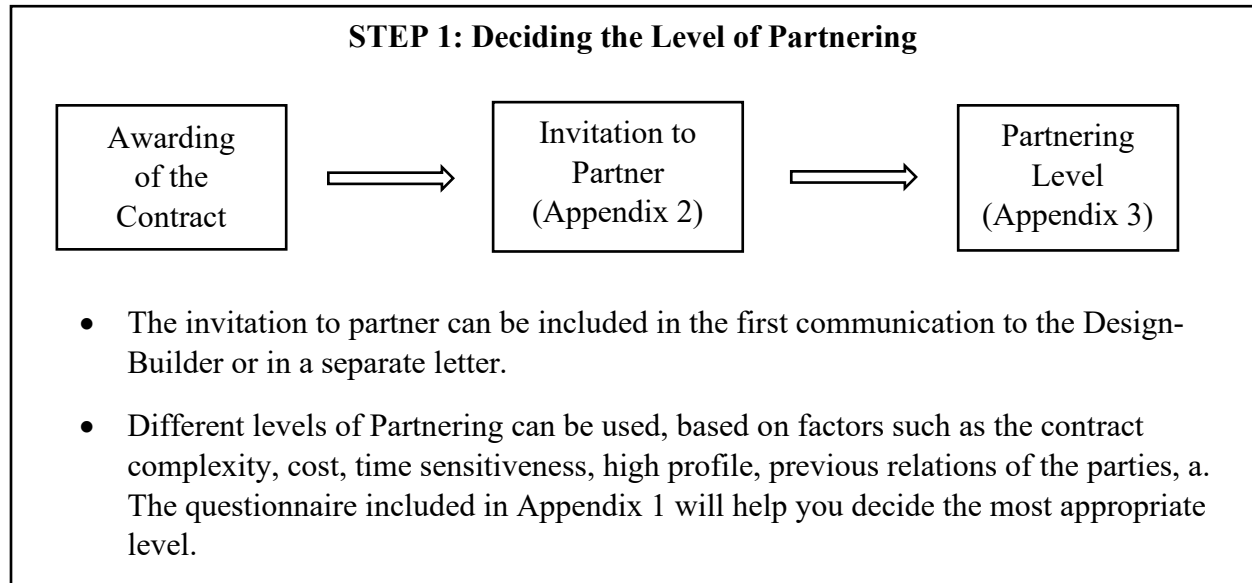 STEP 1: Deciding the Level of Partnering
Awarding
of the
Contract
Invitation to
Partner
(Appendix 2)
Partnering
Level
(Appendix 3)
• The invitation to partner can be included in the first communication to the Design-
Builder or in a separate letter.
• Different levels of Partnering can be used, based on factors such as the contract
complexity, cost, time sensitiveness, high profile, previous relations of the parties, a.
The questionnaire included in Appendix 1 will help you decide the most appropriate
level.